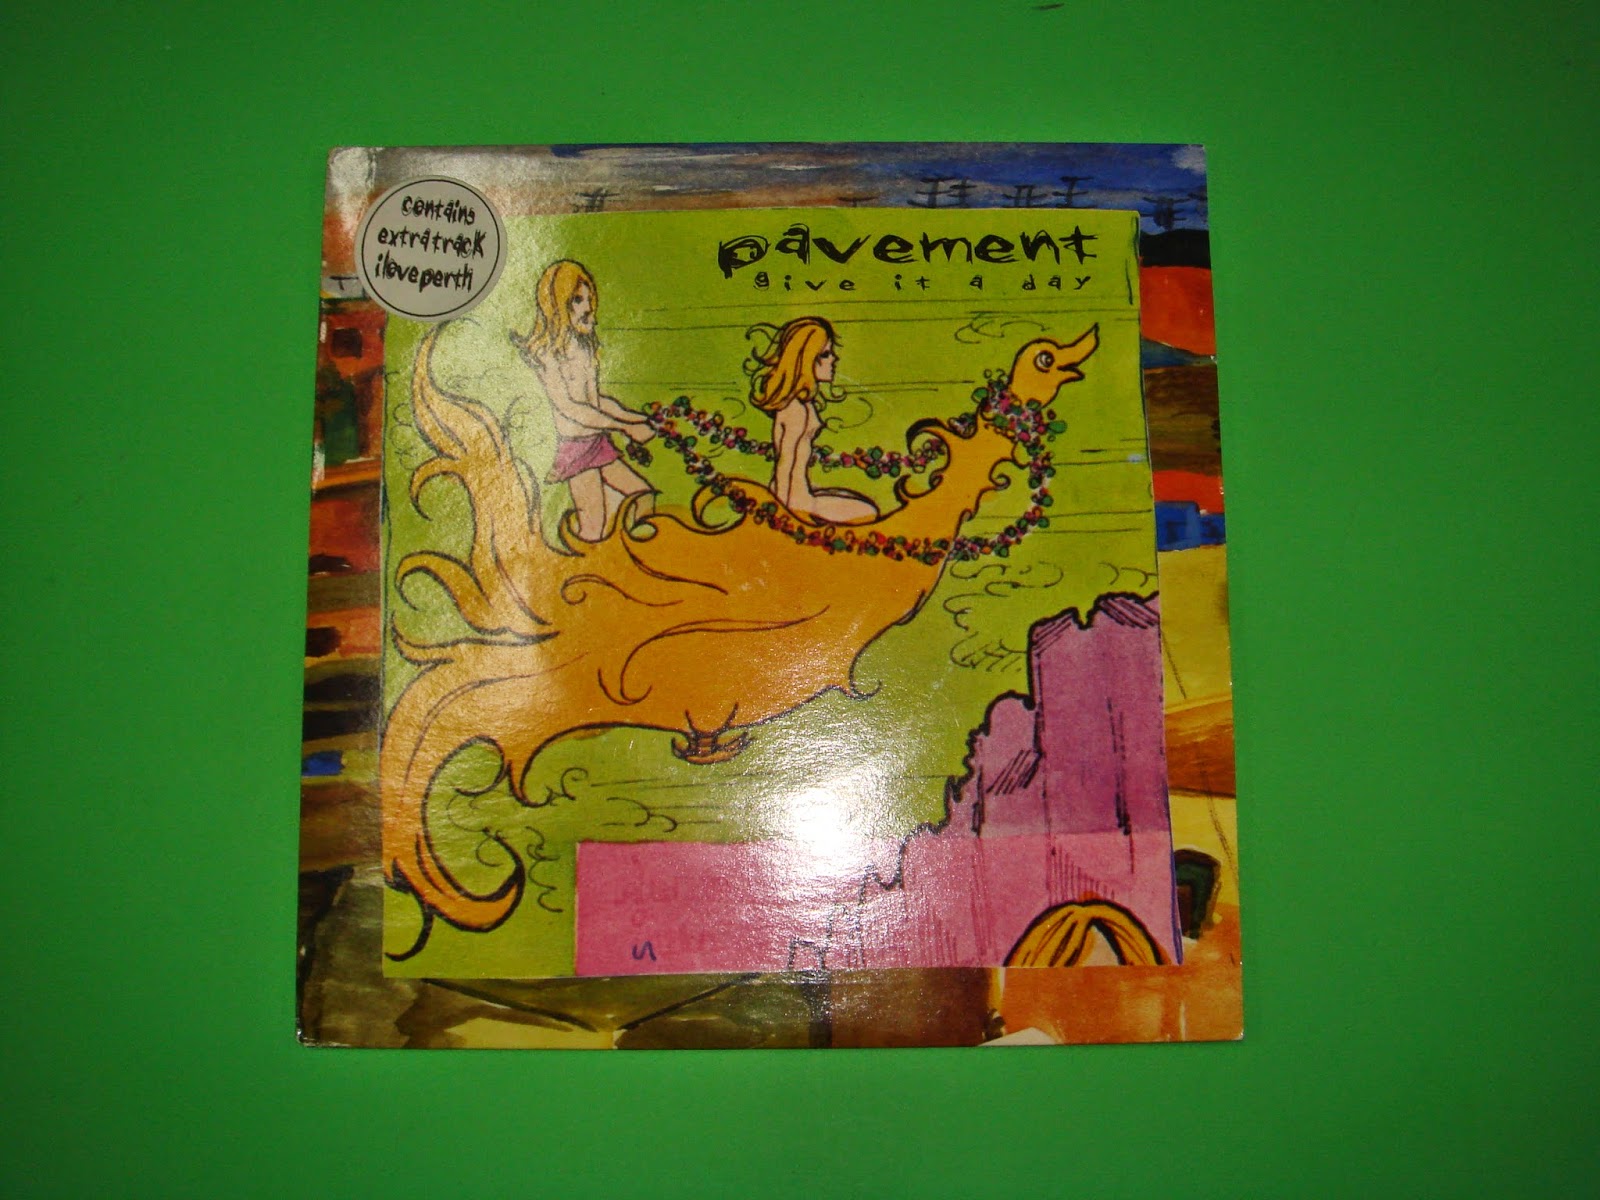 contains
extratrack
iloveperth
pavement
give it a day